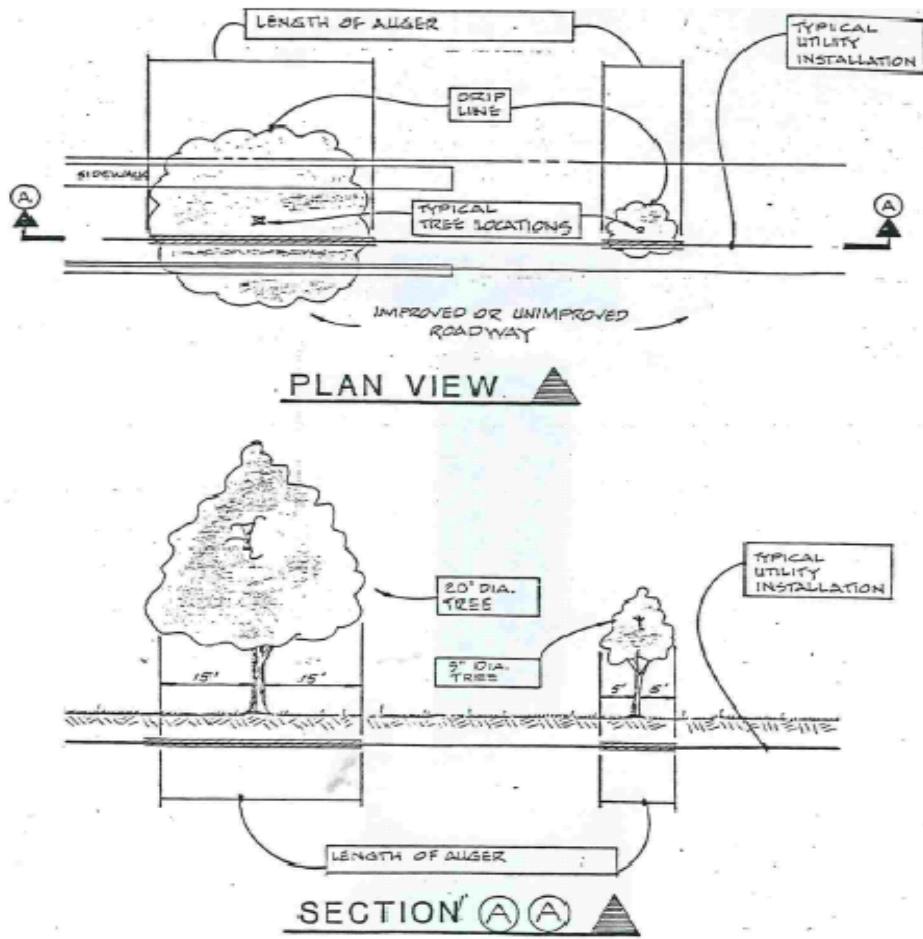 LENGTH OF AUGER
TYPICAL
UTILITY
INSTALLATION
DRIP
LINE
SIDEWALK
A
A
TYPICAL
TREE LOCATIONS
IMPROVED OR UNIMPROVED
ROADWAY
PLAN VIEW
20" DIA.
TREE
TYPICAL
UTILITY
INSTALLATION
5" DIA.
TREE
15'
15'
5'
5'
LENGTH OF AUGER
SECTION A A